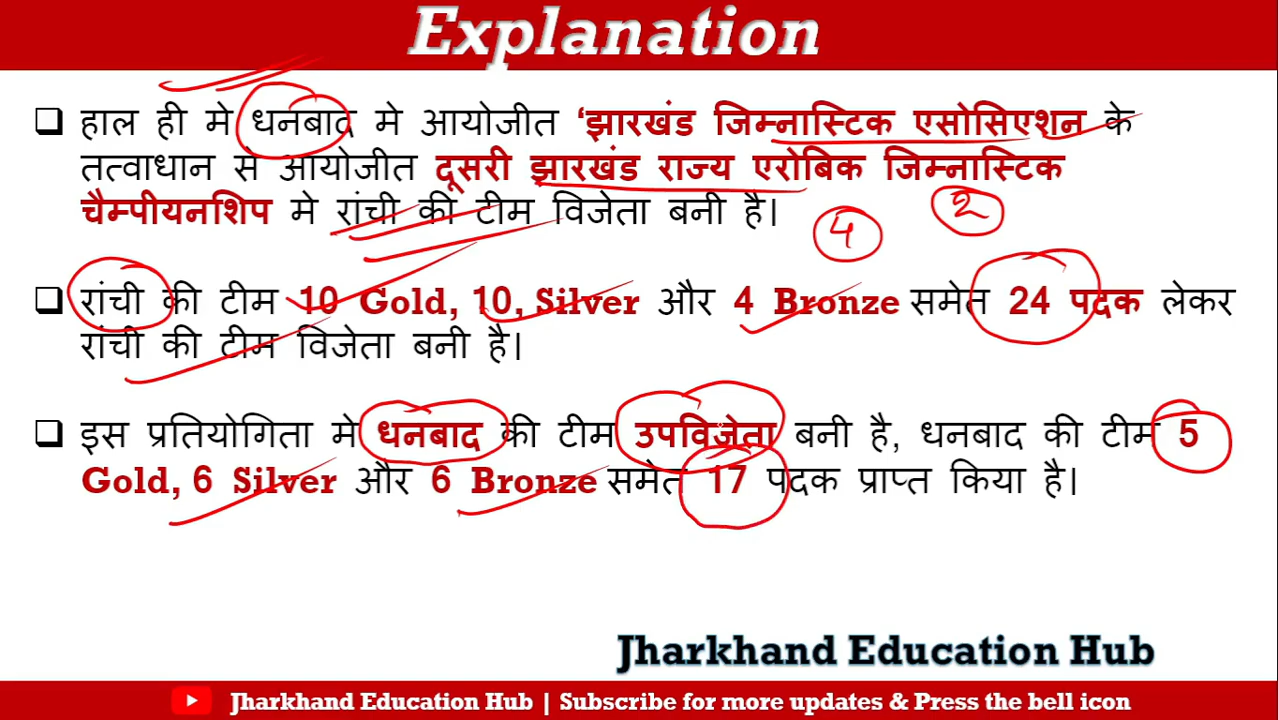 Explanation
❑ हाल ही मे धनबाद मे आयोजीत ‘झारखंड जिम्नास्टिक एसोसिएशन के
तत्वाधान से आयोजीत दूसरी झारखंड राज्य एरोबिक जिम्नास्टिक
चैम्पीयनशिप मे रांची की टीम विजेता बनी है।
4 2
❑ रांची की टीम 10 Gold, 10, Silver और 4 Bronze समेत 24 पदक लेकर
रांची की टीम विजेता बनी है।
❑ इस प्रतियोगिता मे धनबाद की टीम उपविजेता बनी है, धनबाद की टीम 5
Gold, 6 Silver और 6 Bronze समेत 17 पदक प्राप्त किया है।
Jharkhand Education Hub
Jharkhand Education Hub | Subscribe for more updates & Press the bell icon